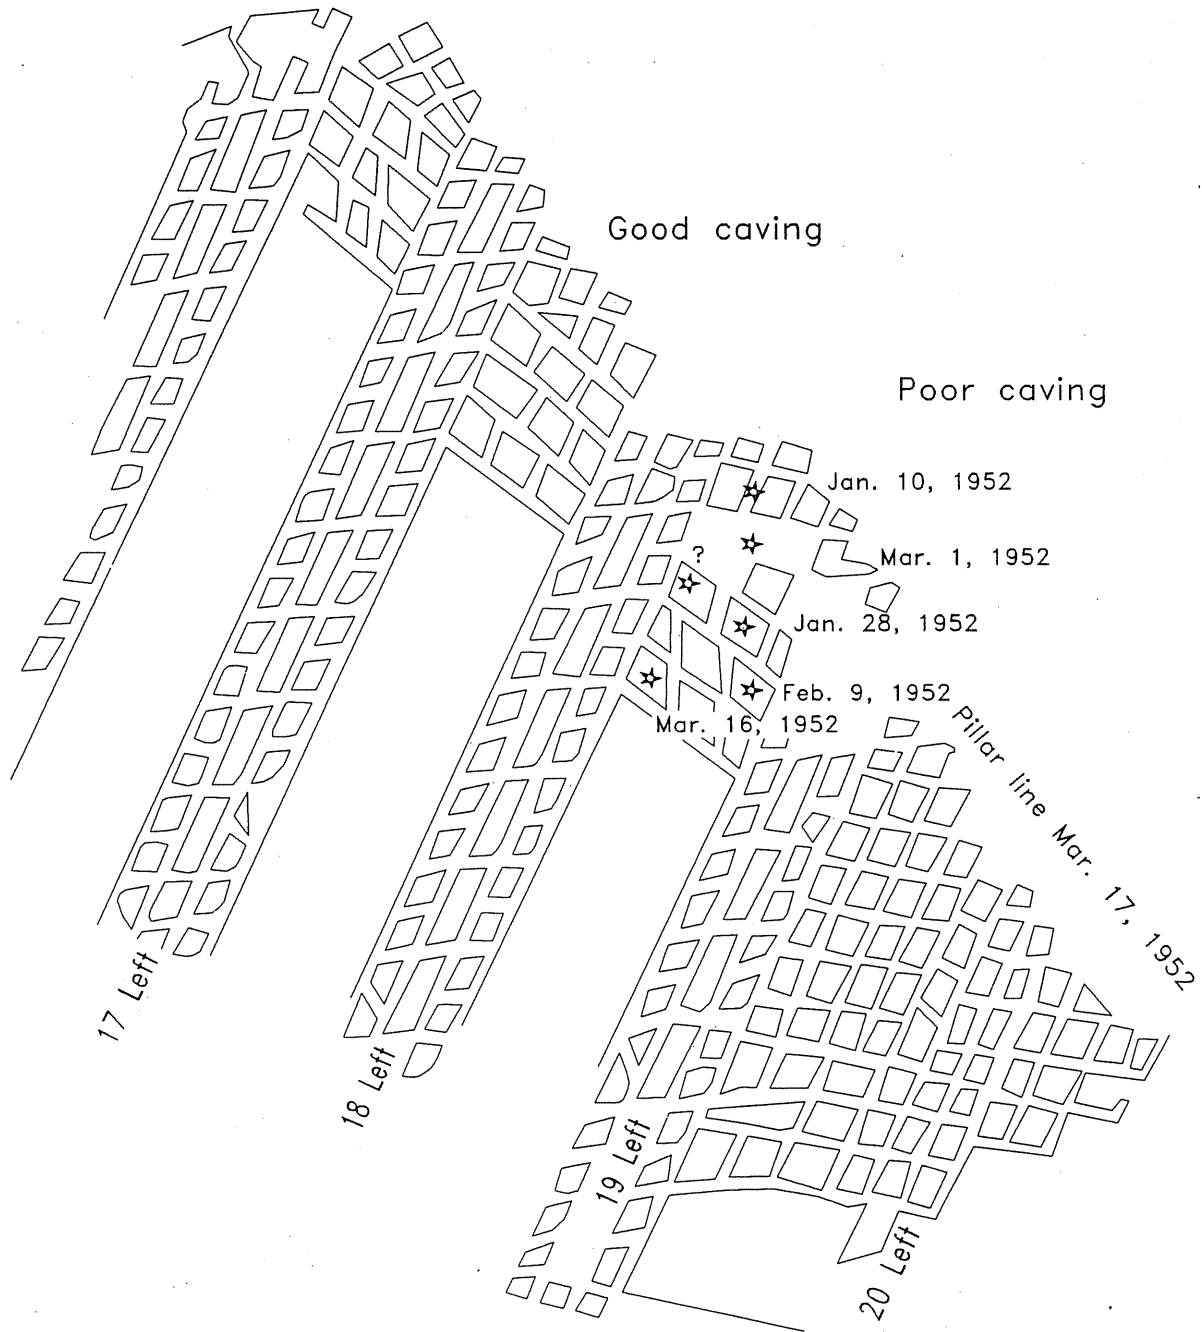 Good caving
Poor caving
Jan. 10, 1952
Mar. 1, 1952
?
Jan. 28, 1952
Feb. 9, 1952
Mar. 16, 1952
Pillar line Mar. 17, 1952
17 Left
18 Left
19 Left
20 Left